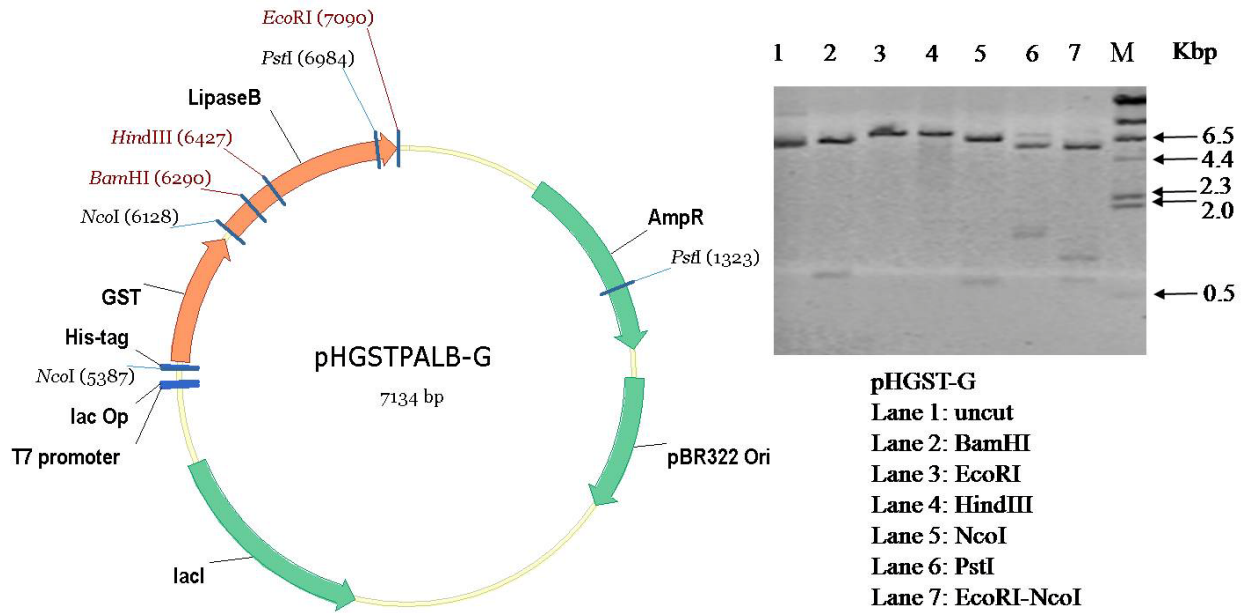 EcoRI (7090)
PstI (6984)
LipaseB
HindIII (6427)
BamHI (6290)
NcoI (6128)
GST
His-tag
NcoI (5387)
lac Op
T7 promoter
lacI
pHGSTPALB-G
7134 bp
AmpR
PstI (1323)
pBR322 Ori
1 2 3 4 5 6 7 M Kbp
6.5
4.4
2.3
2.0
0.5
pHGST-G
Lane 1: uncut
Lane 2: BamHI
Lane 3: EcoRI
Lane 4: HindIII
Lane 5: NcoI
Lane 6: PstI
Lane 7: EcoRI-NcoI